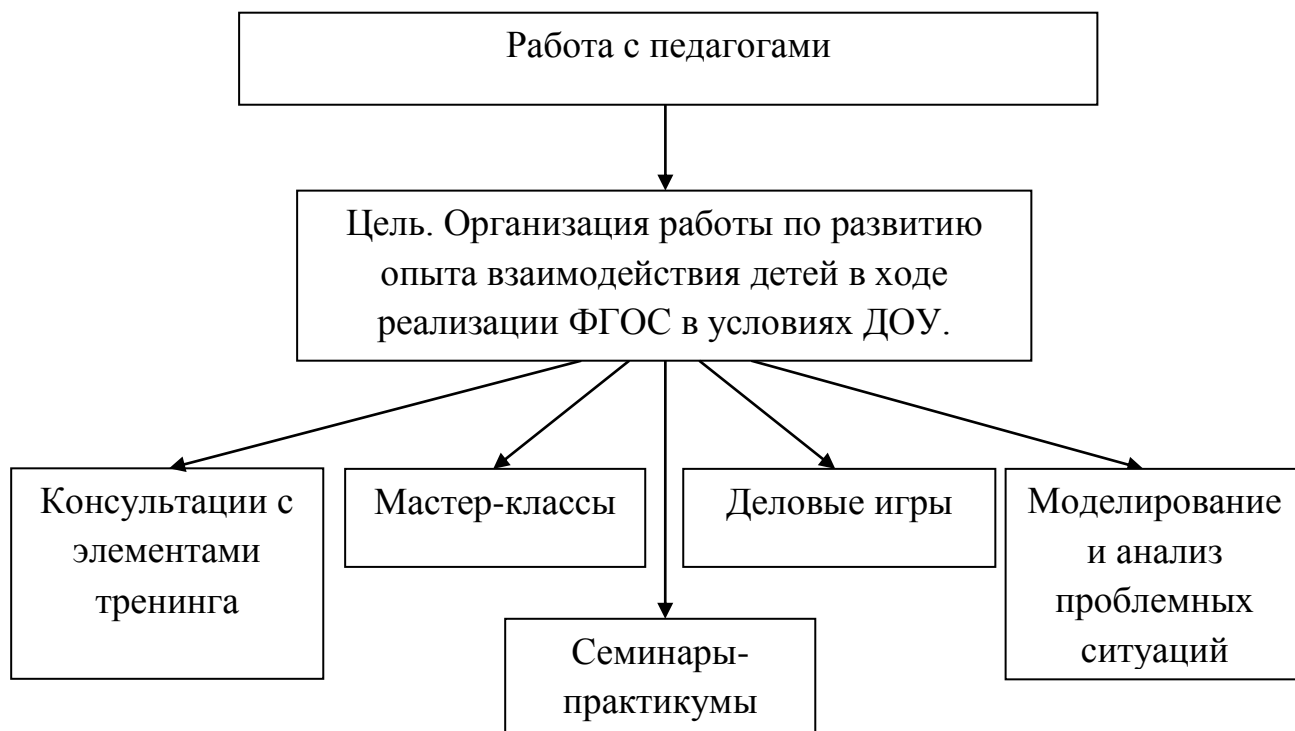 Работа с педагогами
Цель. Организация работы по развитию
опыта взаимодействия детей в ходе
реализации ФГОС в условиях ДОУ.
Консультации с
элементами
тренинга
Мастер-классы
Деловые игры
Моделирование
и анализ
проблемных
ситуаций
Семинары-
практикумы